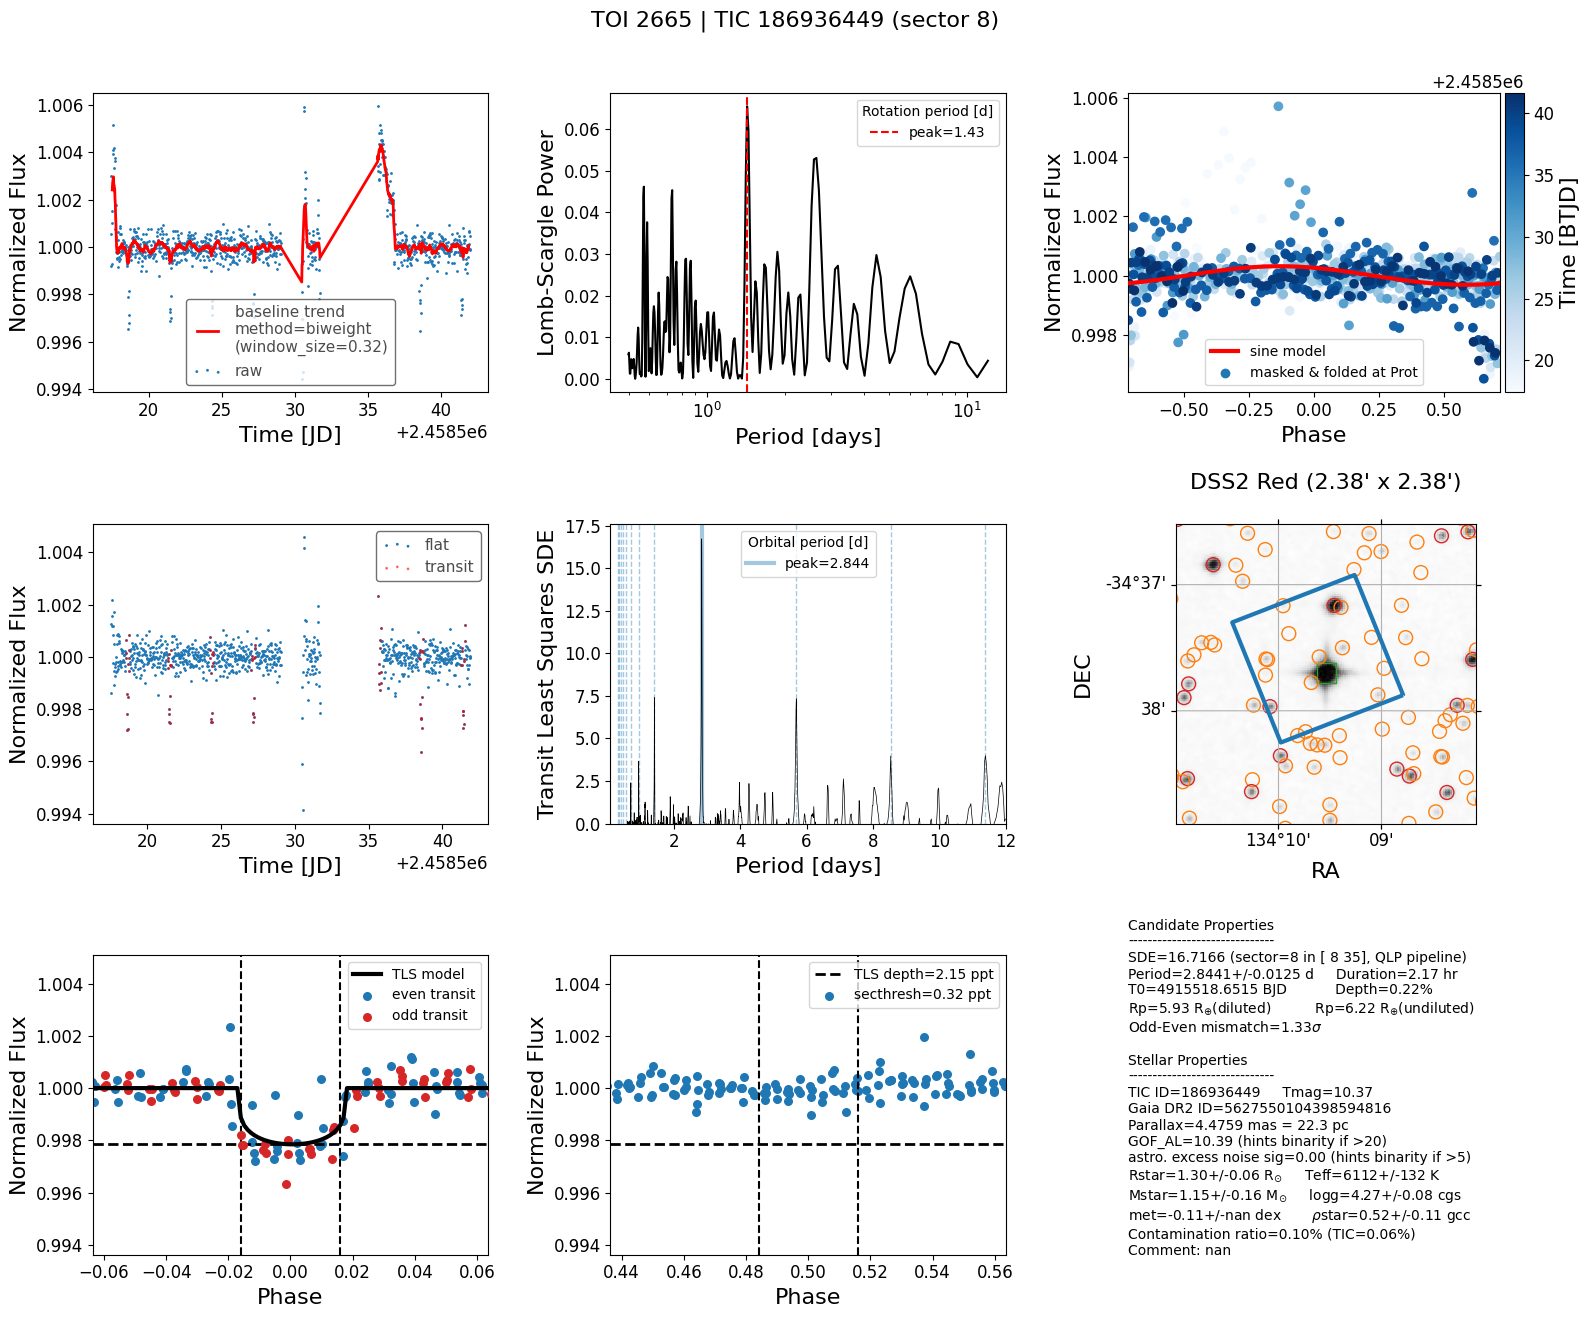 TOI 2665 | TIC 186936449 (sector 8)
Normalized Flux
1.006
1.004
1.002
1.000
0.998
0.996
0.994
baseline trend
method=biweight
(window_size=0.32)
raw
20
25
30
35
40
+2.4585e6
Time [JD]
Lomb-Scargle Power
0.06
0.05
0.04
0.03
0.02
0.01
0.00
Rotation period [d]
peak=1.43
10^0
10^1
Period [days]
+2.4585e6
Normalized Flux
1.006
1.004
1.002
1.000
0.998
sine model
masked & folded at Prot
−0.50
−0.25
0.00
0.25
0.50
Phase
40
35
30
25
20
Time [BTJD]
Normalized Flux
1.004
1.002
1.000
0.998
0.996
0.994
flat
transit
20
25
30
35
40
+2.4585e6
Time [JD]
Transit Least Squares SDE
17.5
15.0
12.5
10.0
7.5
5.0
2.5
0.0
Orbital period [d]
peak=2.844
2
4
6
8
10
12
Period [days]
DSS2 Red (2.38' x 2.38')
DEC
-34°37'
38'
134°10'
09'
RA
Normalized Flux
1.004
1.002
1.000
0.998
0.996
0.994
TLS model
even transit
odd transit
−0.06
−0.04
−0.02
0.00
0.02
0.04
0.06
Phase
Normalized Flux
1.004
1.002
1.000
0.998
0.996
0.994
TLS depth=2.15 ppt
secthresh=0.32 ppt
0.44
0.46
0.48
0.50
0.52
0.54
0.56
Phase
Candidate Properties
------------------------------
SDE=16.7166 (sector=8 in [ 8 35], QLP pipeline)
Period=2.8441+/-0.0125 d Duration=2.17 hr
T0=4915518.6515 BJD Depth=0.22%
Rp=5.93 R⊕(diluted) Rp=6.22 R⊕(undiluted)
Odd-Even mismatch=1.33σ
Stellar Properties
------------------------------
TIC ID=186936449 Tmag=10.37
Gaia DR2 ID=5627550104398594816
Parallax=4.4759 mas = 22.3 pc
GOF_AL=10.39 (hints binarity if >20)
astro. excess noise sig=0.00 (hints binarity if >5)
Rstar=1.30+/-0.06 R⊙ Teff=6112+/-132 K
Mstar=1.15+/-0.16 M⊙ logg=4.27+/-0.08 cgs
met=-0.11+/-nan dex ρstar=0.52+/-0.11 gcc
Contamination ratio=0.10% (TIC=0.06%)
Comment: nan